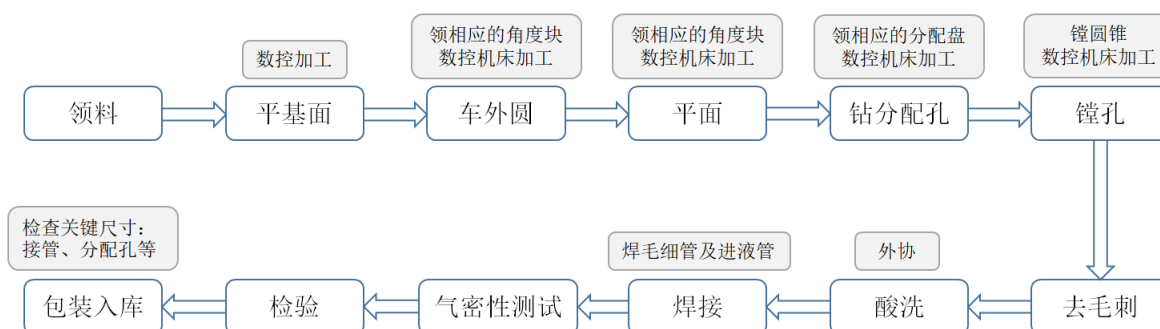 数控加工
领相应的角度块
数控机床加工
领相应的角度块
数控机床加工
领相应的分配盘
数控机床加工
镗圆锥
数控机床加工
领料
平基面
车外圆
平面
钻分配孔
镗孔
检查关键尺寸：
接管、分配孔等
焊毛细管及进液管
外协
包装入库
检验
气密性测试
焊接
酸洗
去毛刺